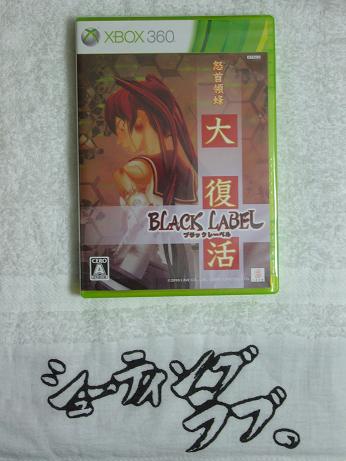 XBOX 360
怒首領蜂
大復活
BLACK LABEL
ブラックレーベル
CERO
A
シューティング
ラブ。